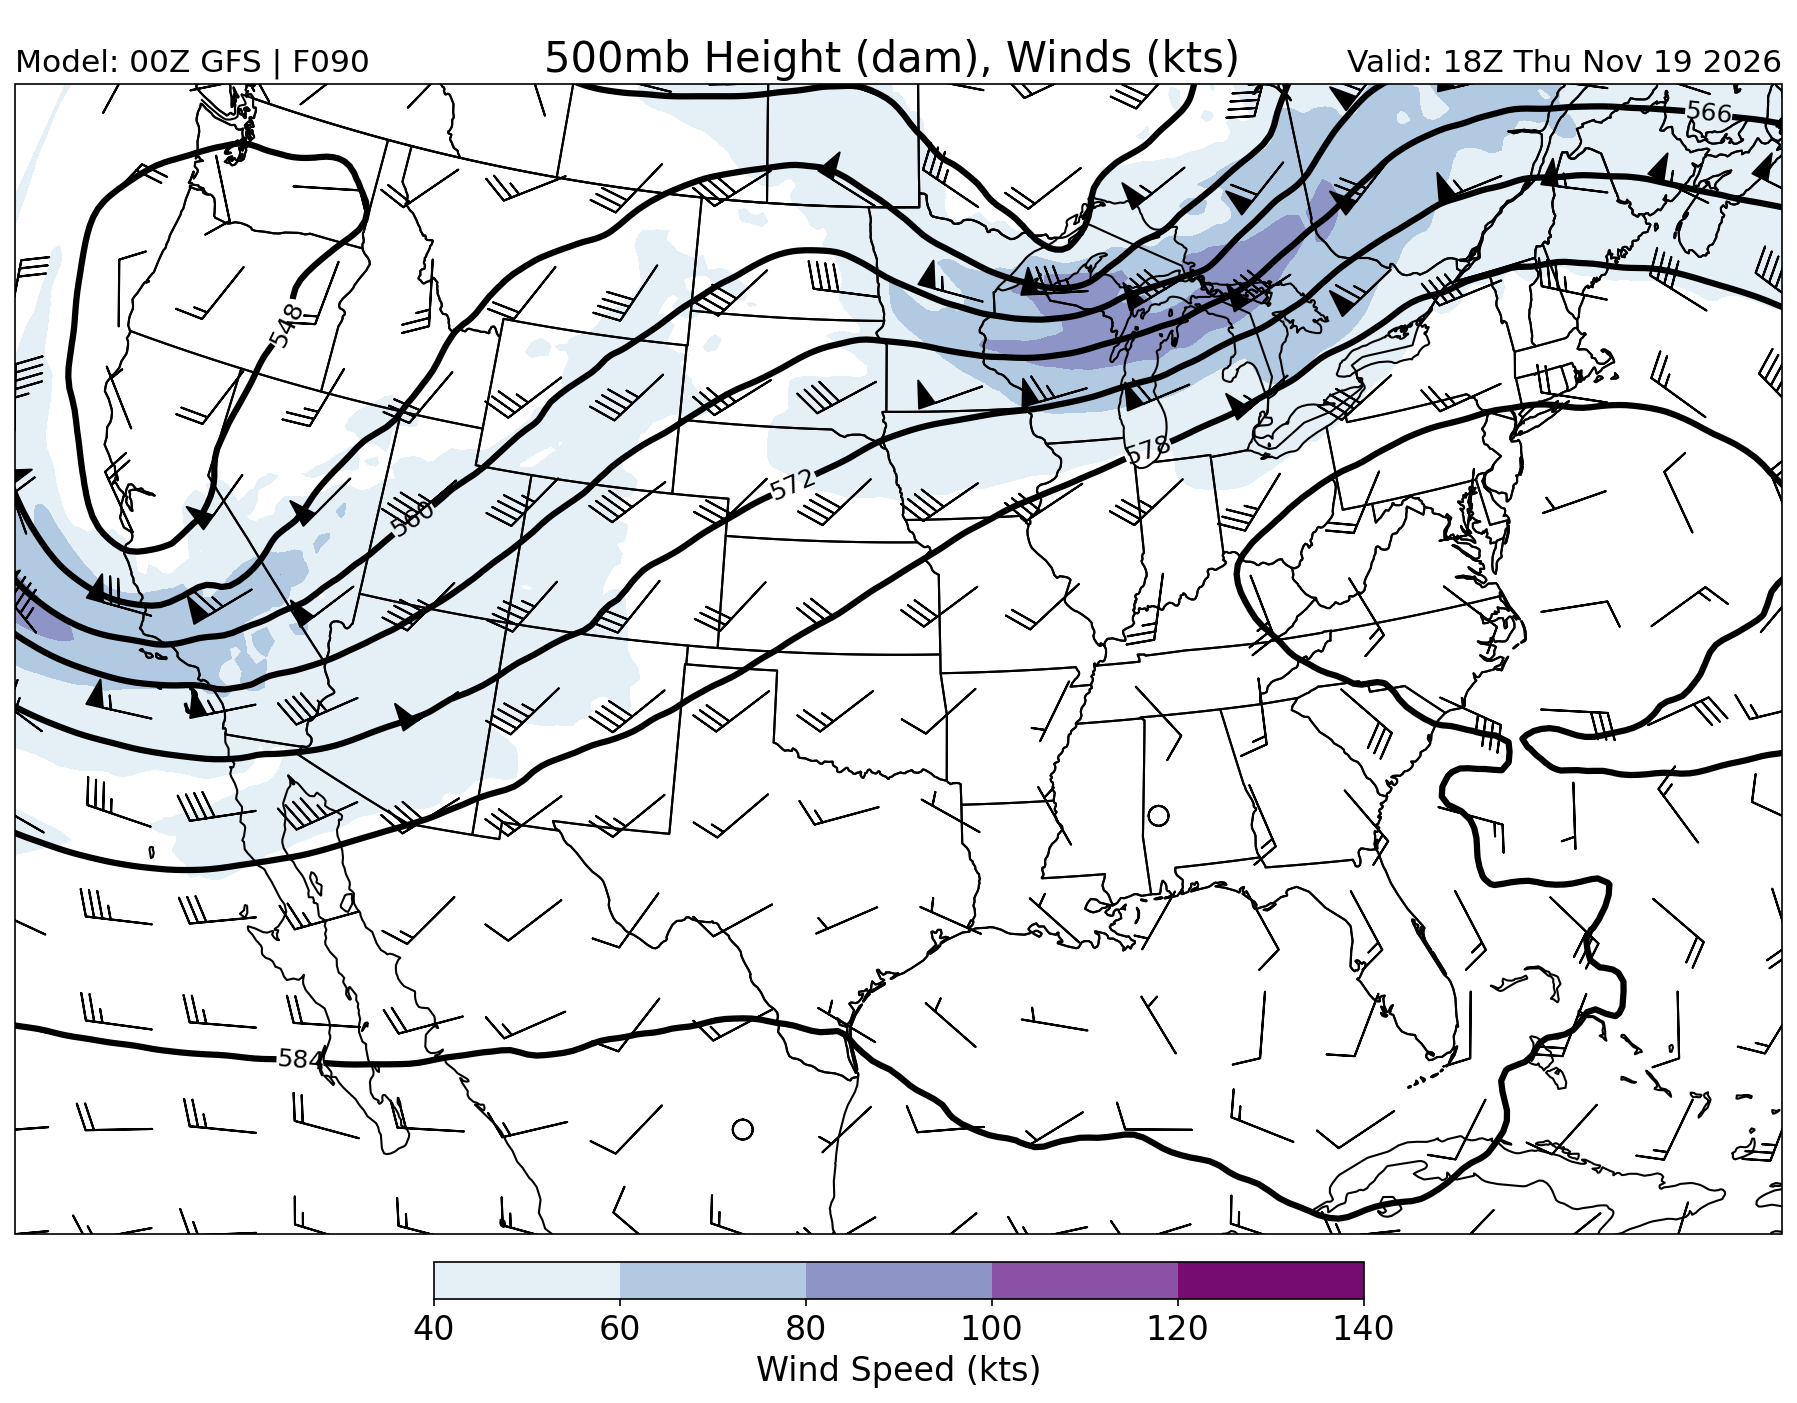 Model: 00Z GFS | F090
500mb Height (dam), Winds (kts)
Valid: 18Z Thu Nov 19 2026
566
548
578
572
560
584
40 60 80 100 120 140
Wind Speed (kts)